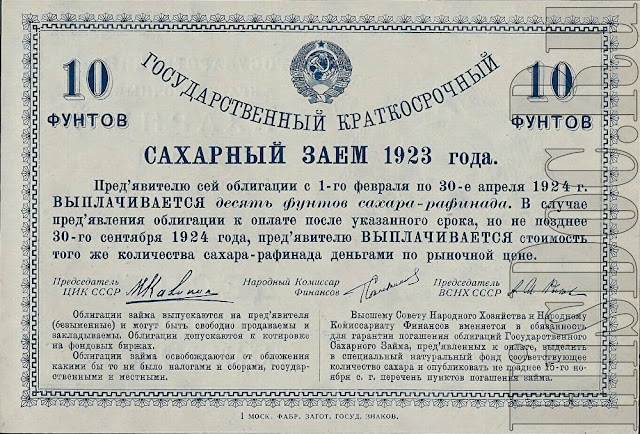 10 ФУНТОВ
10 ФУНТОВ
ГОСУДАРСТВЕННЫЙ КРАТКОСРОЧНЫЙ
САХАРНЫЙ ЗАЕМ 1923 года.
Пред'явителю сей облигации с 1-го февраля по 30-е апреля 1924 г.
ВЫПЛАЧИВАЕТСЯ десять фунтов сахара-рафинада. В случае
пред'явления облигации к оплате после указанного срока, но не позднее
30-го сентября 1924 года, пред'явителю ВЫПЛАЧИВАЕТСЯ стоимость
того же количества сахара-рафинада деньгами по рыночной цене.
Председатель
ЦИК СССР
Народный Комиссар
Финансов
Председатель
ВСНХ СССР
Облигации займа выпускаются на пред'явителя
(безыменные) и могут быть свободно продаваемы и
закладываемы. Облигации допускаются к котировке
на фондовых биржах.
Облигации займа освобождаются от обложения
какими бы то ни было налогами и сборами, государ-
ственными и местными.
Высшему Совету Народного Хозяйства и Народному
Комиссариату Финансов вменяется в обязанность
для гарантии погашения облигаций Государственного
Сахарного Займа, пред'явленных к оплате, выделить
в специальный натуральный фонд соответствующее
количество сахара и опубликовать не позднее 15-го но-
ября с. г. перечень пунктов погашения займа.
1 МОСК. ФАБР. ЗАГОТ. ГОСУД. ЗНАКОВ.